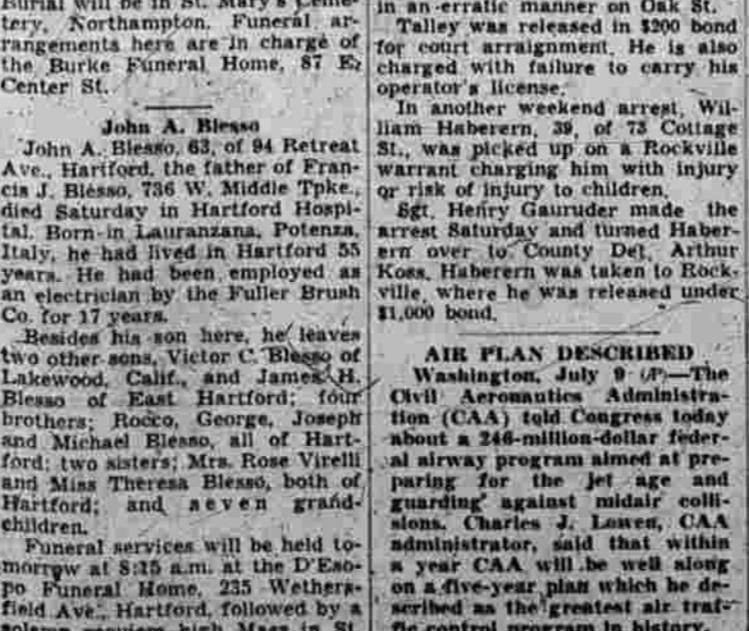 Burial will be in St. Mary's Ceme-
tery, Northampton. Funeral ar-
rangements here are in charge of
the Burke Funeral Home, 87 E.
Center St.
John A. Blesso
John A. Blesso, 63, of 94 Retreat
Ave., Hartford, the father of Fran-
cis J. Blesso, 736 W. Middle Tpke.,
died Saturday in Hartford Hospi-
tal. Born in Lauranzana, Potenza,
Italy, he had lived in Hartford 55
years. He had been employed as
an electrician by the Fuller Brush
Co. for 17 years.
Besides his son here, he leaves
two other sons, Victor C. Blesso of
Lakewood, Calif., and James H.
Blesso of East Hartford; four
brothers; Rocco, George, Joseph
and Michael Blesso, all of Hart-
ford; two sisters; Mrs. Rose Virelli
and Miss Theresa Blesso, both of
Hartford; and seven grand-
children.
Funeral services will be held to-
morrow at 8:15 a.m. at the D'Eso-
po Funeral Home, 235 Wethers-
field Ave., Hartford, followed by a
solemn requiem high Mass in St.
in an erratic manner on Oak St.
Talley was released in $200 bond
for court arraignment. He is also
charged with failure to carry his
operator's license.
In another weekend arrest, Wil-
liam Haberern, 39, of 73 Cottage
St., was picked up on a Rockville
warrant charging him with injury
or risk of injury to children.
Sgt. Henry Gauruder made the
arrest Saturday and turned Haber-
ern over to County Det. Arthur
Koss. Haberern was taken to Rock-
ville, where he was released under
$1,000 bond.
AIR PLAN DESCRIBED
Washington, July 9 (AP)—The
Civil Aeronautics Administra-
tion (CAA) told Congress today
about a 246-million-dollar feder-
al airway program aimed at pre-
paring for the jet age and
guarding against midair colli-
sions. Charles J. Lowen, CAA
administrator, said that within
a year CAA will be well along
on a five-year plan which he de-
scribed as the greatest air traf-
fic control program in history.